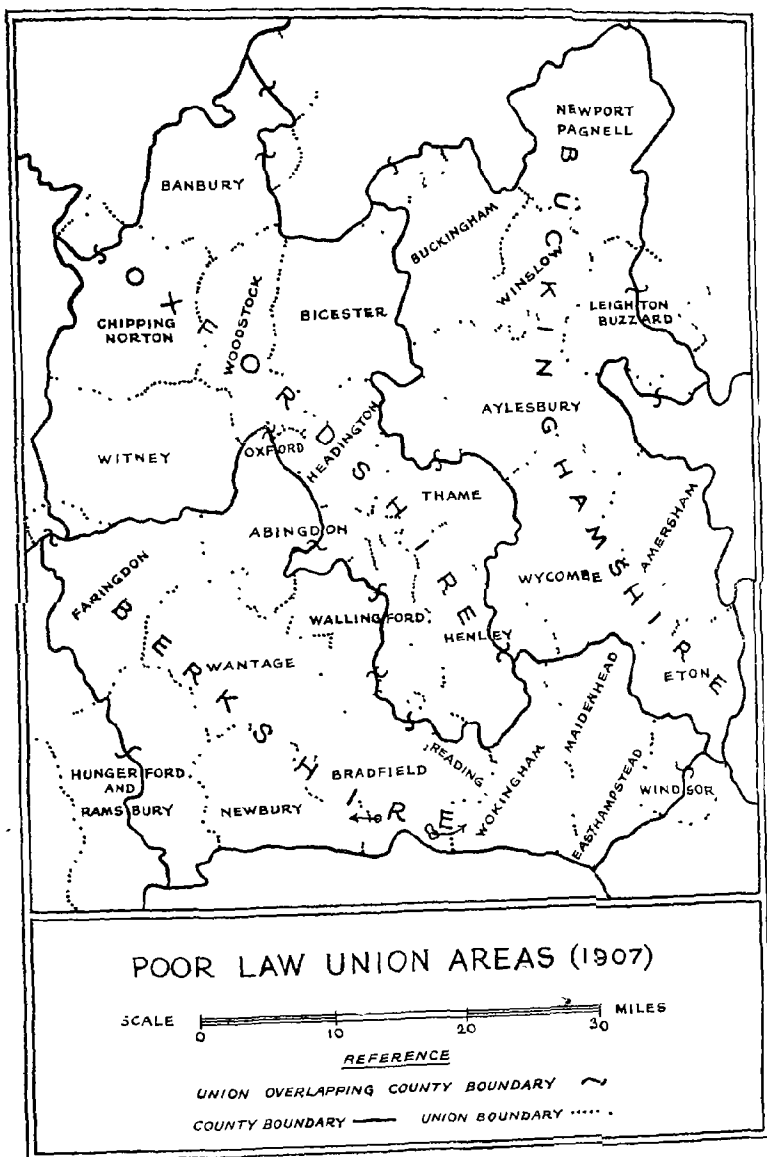 NEWPORT
PAGNELL
BANBURY
BUCKINGHAM
WINSLOW
BUCKINGHAMSHIRE
OXFORDSHIRE
CHIPPING
NORTON
WOODSTOCK
BICESTER
LEIGHTON
BUZZARD
AYLESBURY
WITNEY
OXFORD
HEADINGTON
THAME
ABINGDON
AMERSHAM
FARINGDON
WYCOMBE
BERKSHIRE
WALLINGFORD
HENLEY
WANTAGE
ETON
MAIDENHEAD
HUNGERFORD
AND
RAMSBURY
NEWBURY
BRADFIELD
READING
WOKINGHAM
EASTHAMPSTEAD
WINDSOR
POOR LAW UNION AREAS (1907)
SCALE 0 10 20 30 MILES
REFERENCE
UNION OVERLAPPING COUNTY BOUNDARY
COUNTY BOUNDARY UNION BOUNDARY